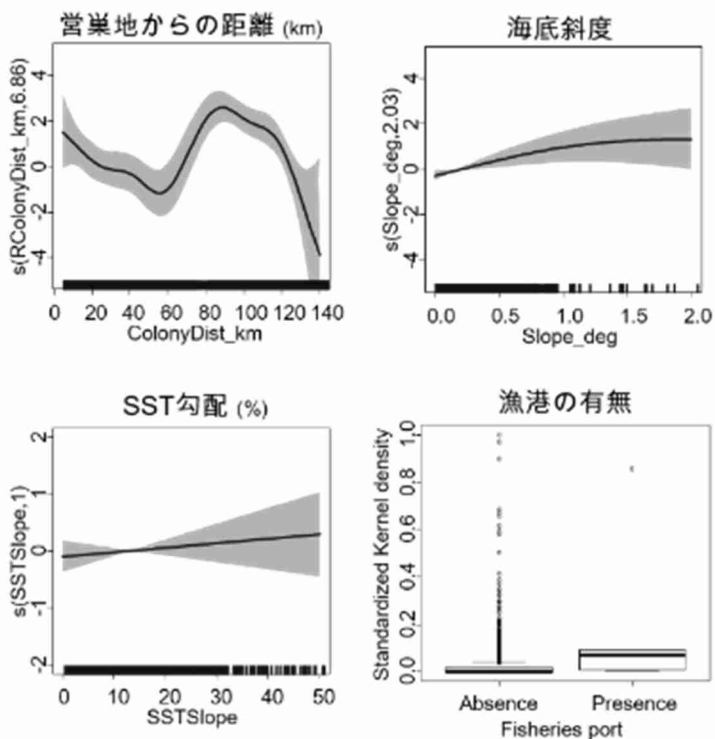 営巣地からの距離 (km)
s(RColonyDist_km,6.86)
4
2
0
-2
-4
0 20 40 60 80 100 120 140
ColonyDist_km
海底斜度
s(Slope_deg,2.03)
4
2
0
-2
-4
0.0 0.5 1.0 1.5 2.0
Slope_deg
SST勾配 (%)
s(SSTSlope,1)
2
1
0
-1
-2
0 10 20 30 40 50
SSTSlope
漁港の有無
Standardized Kernel density
1.0
0.8
0.6
0.4
0.2
0.0
Absence Presence
Fisheries port